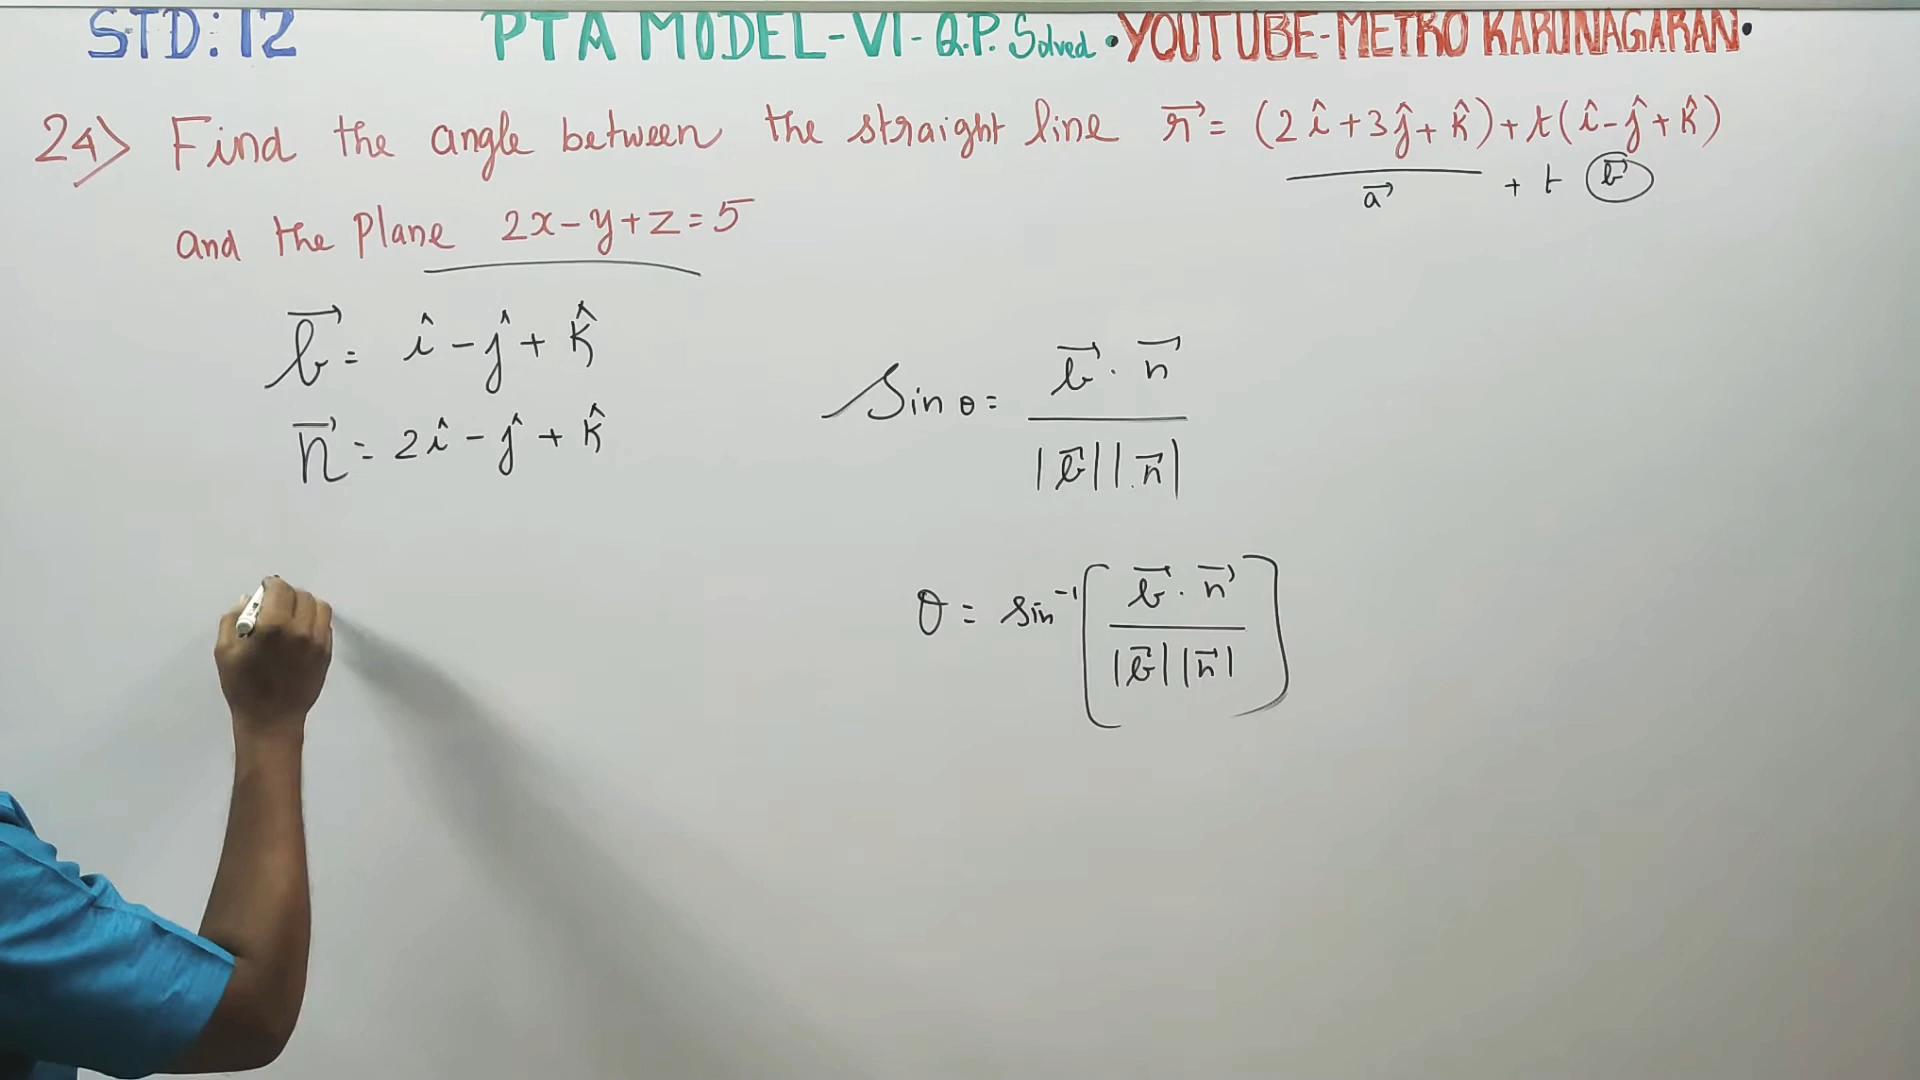 STD: 12 PTA MODEL-VI-Q.P. Solved •YOUTUBE-METRO KARUNAGARAN•
24) Find the angle between the straight line r⃗ = (2î+3ĵ+k̂)+t(î-ĵ+k̂)
a⃗ + t b⃗
and the plane 2x-y+z=5
b⃗ = î-ĵ+k̂
n⃗ = 2î-ĵ+k̂
Sin θ = b⃗ · n⃗ / |b⃗| |n⃗|
θ = sin⁻¹ [ b⃗ · n⃗ / |b⃗| |n⃗| ]